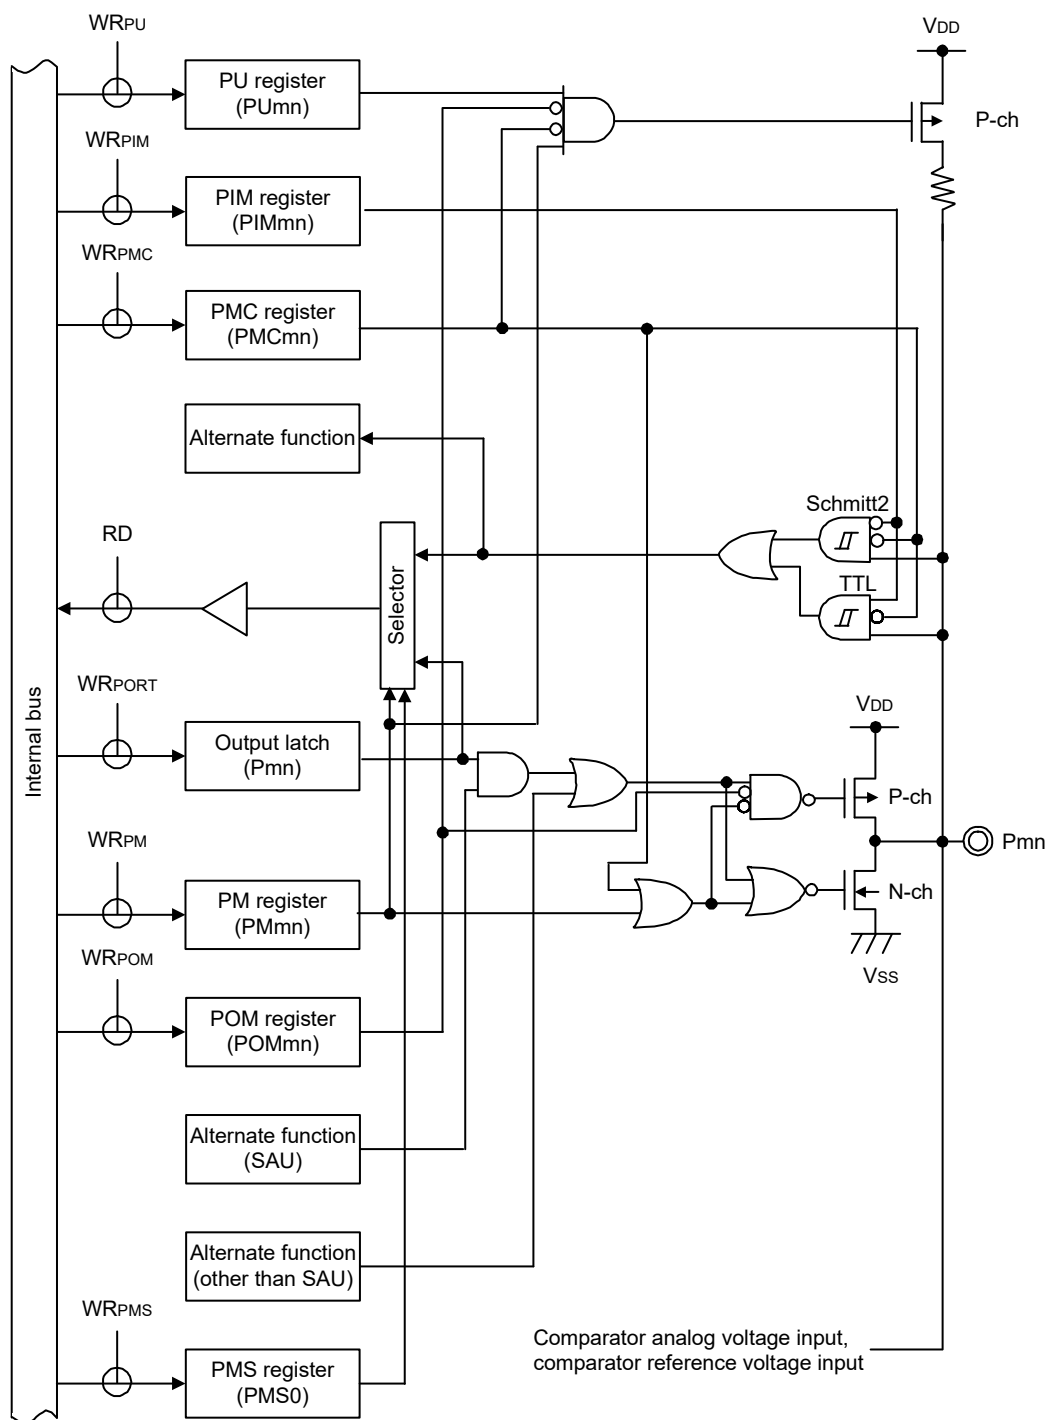 WRPU
VDD
PU register
(PUmn)
P-ch
WRPIM
PIM register
(PIMmn)
WRPMC
PMC register
(PMCmn)
Alternate function
Schmitt2
RD
Selector
TTL
WRPORT
Internal bus
Output latch
(Pmn)
VDD
P-ch
Pmn
WRPM
PM register
(PMmn)
N-ch
WRPOM
VSS
POM register
(POMmn)
Alternate function
(SAU)
Alternate function
(other than SAU)
WRPMS
Comparator analog voltage input,
comparator reference voltage input
PMS register
(PMS0)